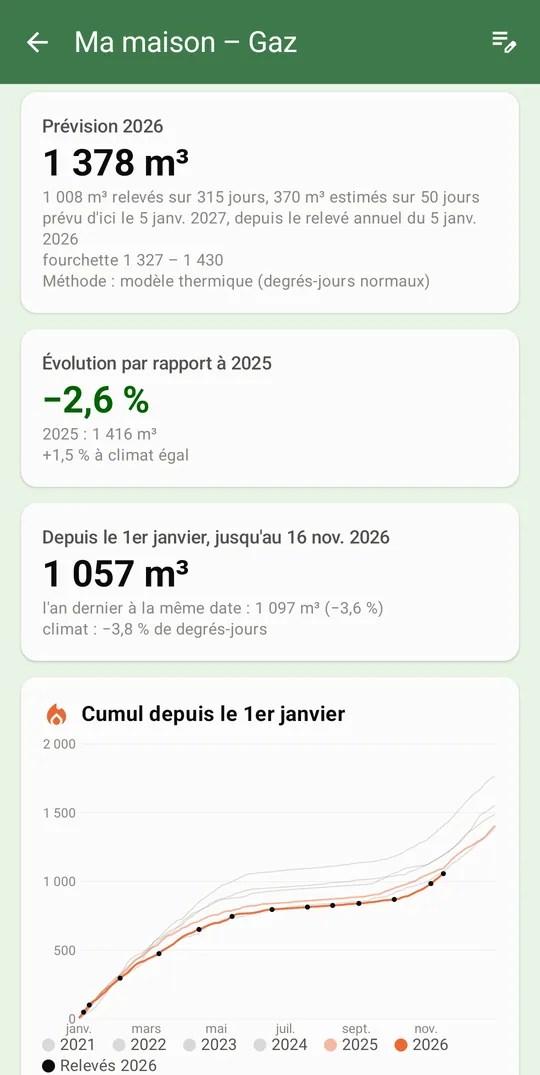 Ma maison – Gaz
Prévision 2026
1 378 m³
1 008 m³ relevés sur 315 jours, 370 m³ estimés sur 50 jours
prévu d'ici le 5 janv. 2027, depuis le relevé annuel du 5 janv.
2026
fourchette 1 327 – 1 430
Méthode : modèle thermique (degrés-jours normaux)
Évolution par rapport à 2025
−2,6 %
2025 : 1 416 m³
+1,5 % à climat égal
Depuis le 1er janvier, jusqu'au 16 nov. 2026
1 057 m³
l'an dernier à la même date : 1 097 m³ (−3,6 %)
climat : −3,8 % de degrés-jours
Cumul depuis le 1er janvier
2 000
1 500
1 000
500
0
janv. mars mai juil. sept. nov.
2021 2022 2023 2024 2025 2026
Relevés 2026